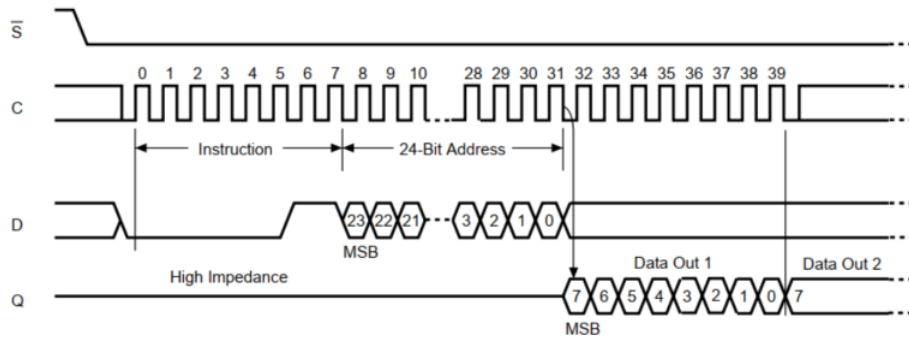 S
0 1 2 3 4 5 6 7 8 9 10 28 29 30 31 32 33 34 35 36 37 38 39
C
Instruction 24-Bit Address
D 23 22 21 3 2 1 0
MSB
High Impedance Data Out 1 Data Out 2
Q 7 6 5 4 3 2 1 0 7
MSB